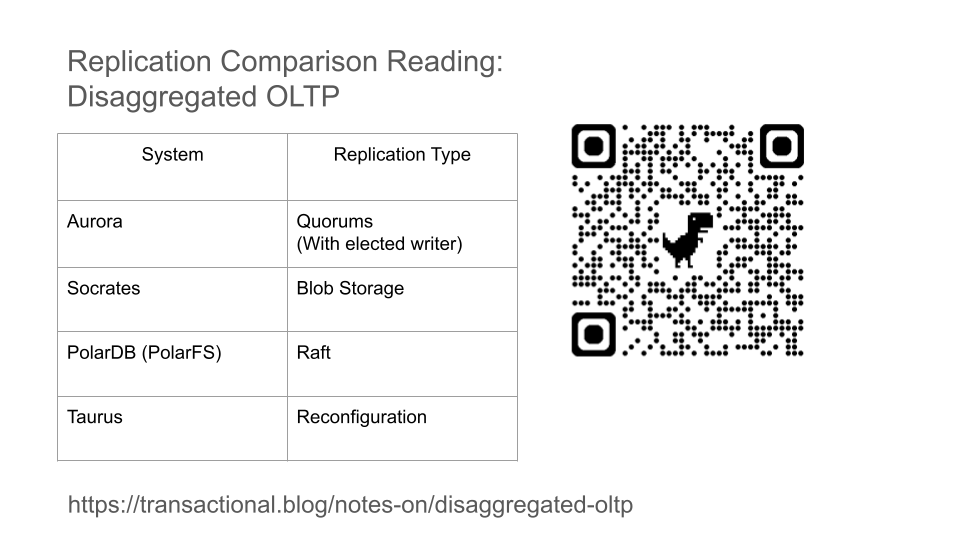 Replication Comparison Reading:
Disaggregated OLTP
System
Replication Type
Aurora
Quorums
(With elected writer)
Socrates
Blob Storage
PolarDB (PolarFS)
Raft
Taurus
Reconfiguration
https://transactional.blog/notes-on/disaggregated-oltp